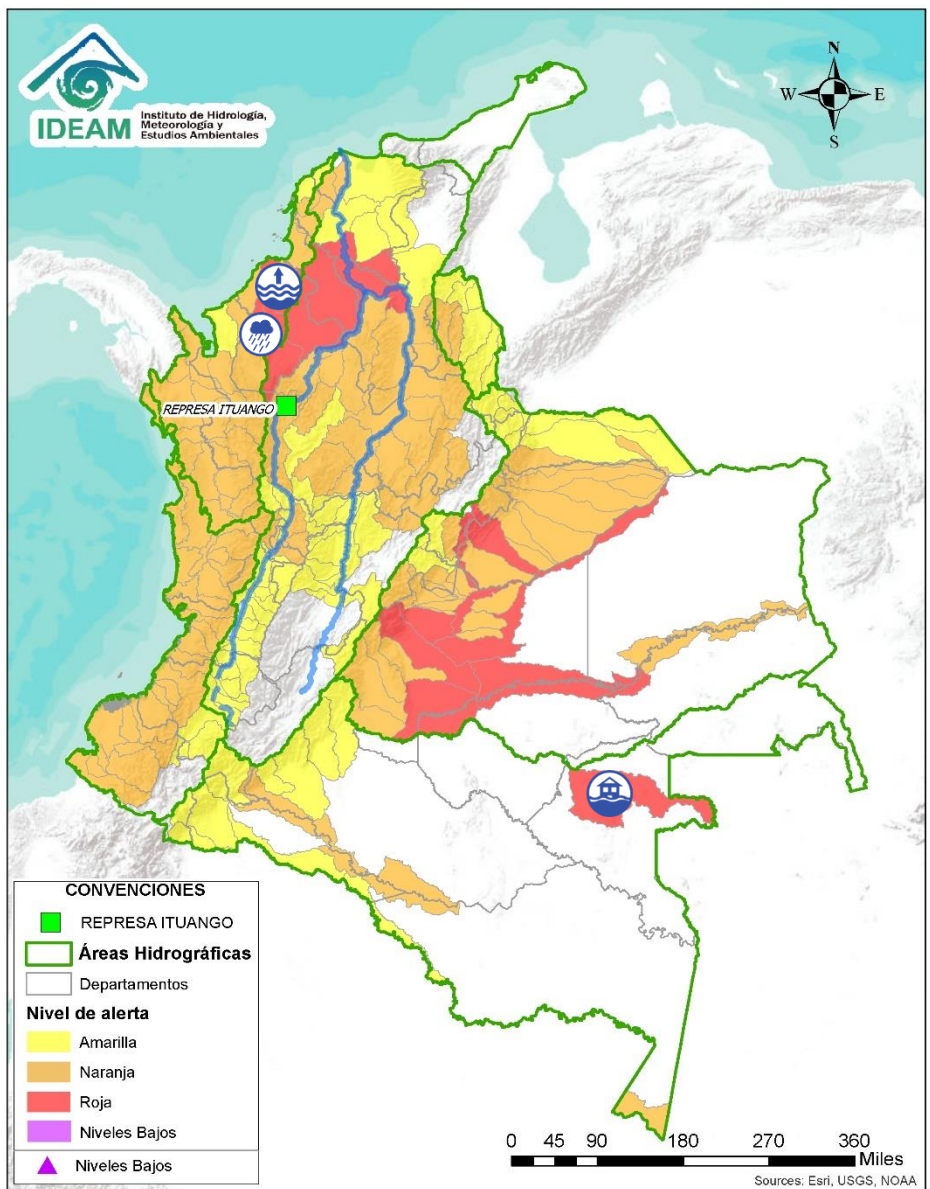 IDEAM
Instituto de Hidrología,
Meteorología y
Estudios Ambientales
N
W
E
S
REPRESA ITUANGO
CONVENCIONES
REPRESA ITUANGO
Áreas Hidrográficas
Departamentos
Nivel de alerta
Amarilla
Naranja
Roja
Niveles Bajos
Niveles Bajos
0 45 90 180 270 360
Miles
Sources: Esri, USGS, NOAA